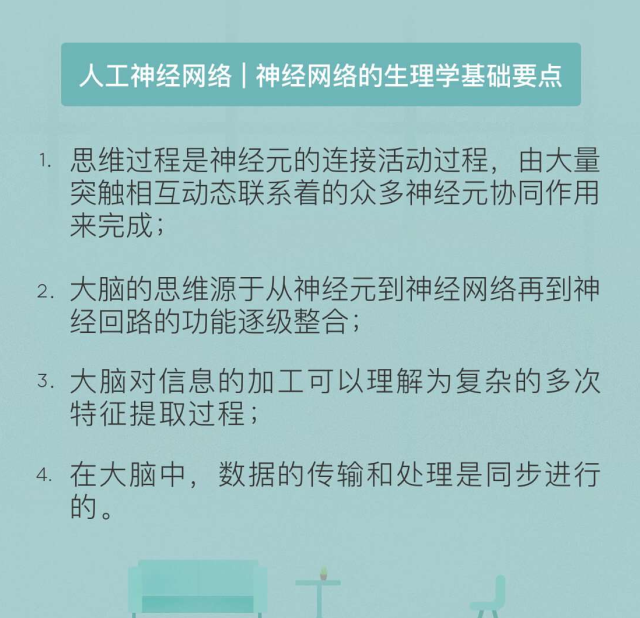 人工神经网络 | 神经网络的生理学基础要点
1. 思维过程是神经元的连接活动过程，由大量
突触相互动态联系着的众多神经元协同作用
来完成；
2. 大脑的思维源于从神经元到神经网络再到神
经回路的功能逐级整合；
3. 大脑对信息的加工可以理解为复杂的多次
特征提取过程；
4. 在大脑中，数据的传输和处理是同步进行
的。